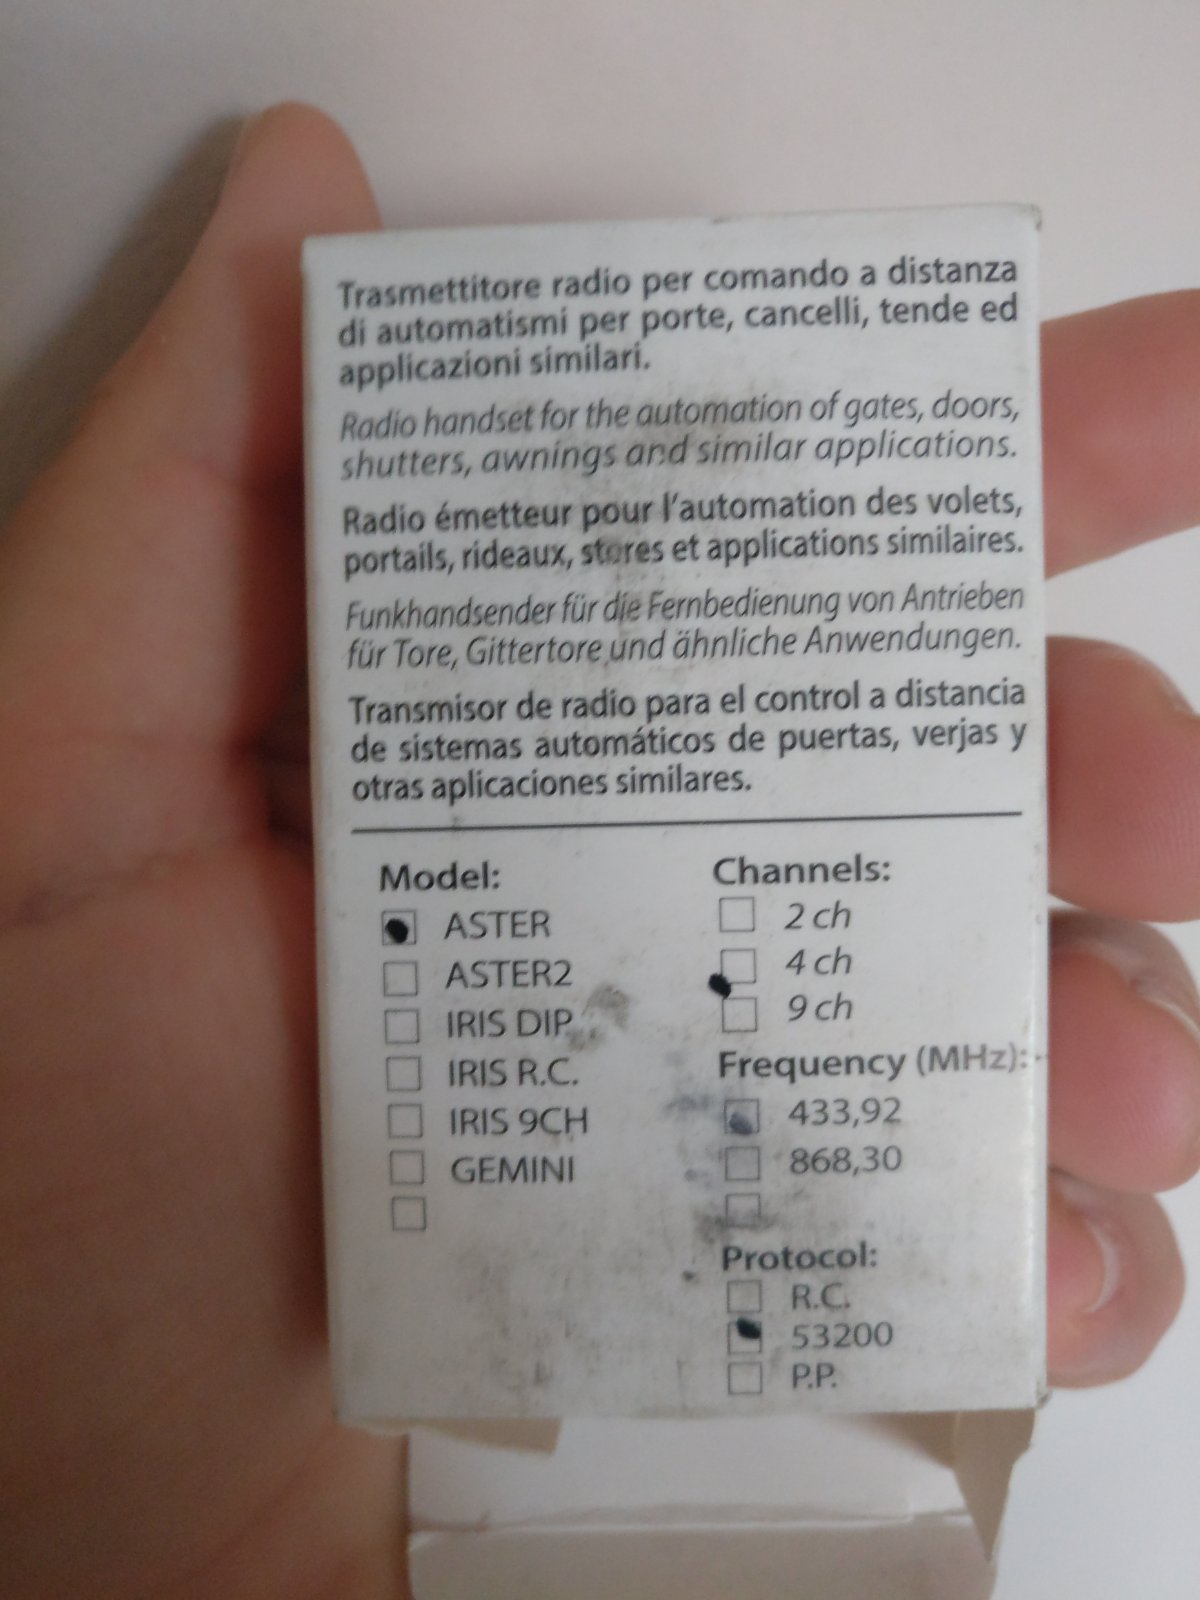 Trasmettitore radio per comando a distanza
di automatismi per porte, cancelli, tende ed
applicazioni similari.
Radio handset for the automation of gates, doors,
shutters, awnings and similar applications.
Radio émetteur pour l'automation des volets,
portails, rideaux, stores et applications similaires.
Funkhandsender für die Fernbedienung von Antrieben
für Tore, Gittertore und ähnliche Anwendungen.
Transmisor de radio para el control a distancia
de sistemas automáticos de puertas, verjas y
otras aplicaciones similares.
Model:
ASTER
ASTER2
IRIS DIP
IRIS R.C.
IRIS 9CH
GEMINI
Channels:
2 ch
4 ch
9 ch
Frequency (MHz):
433,92
868,30
Protocol:
R.C.
53200
P.P.